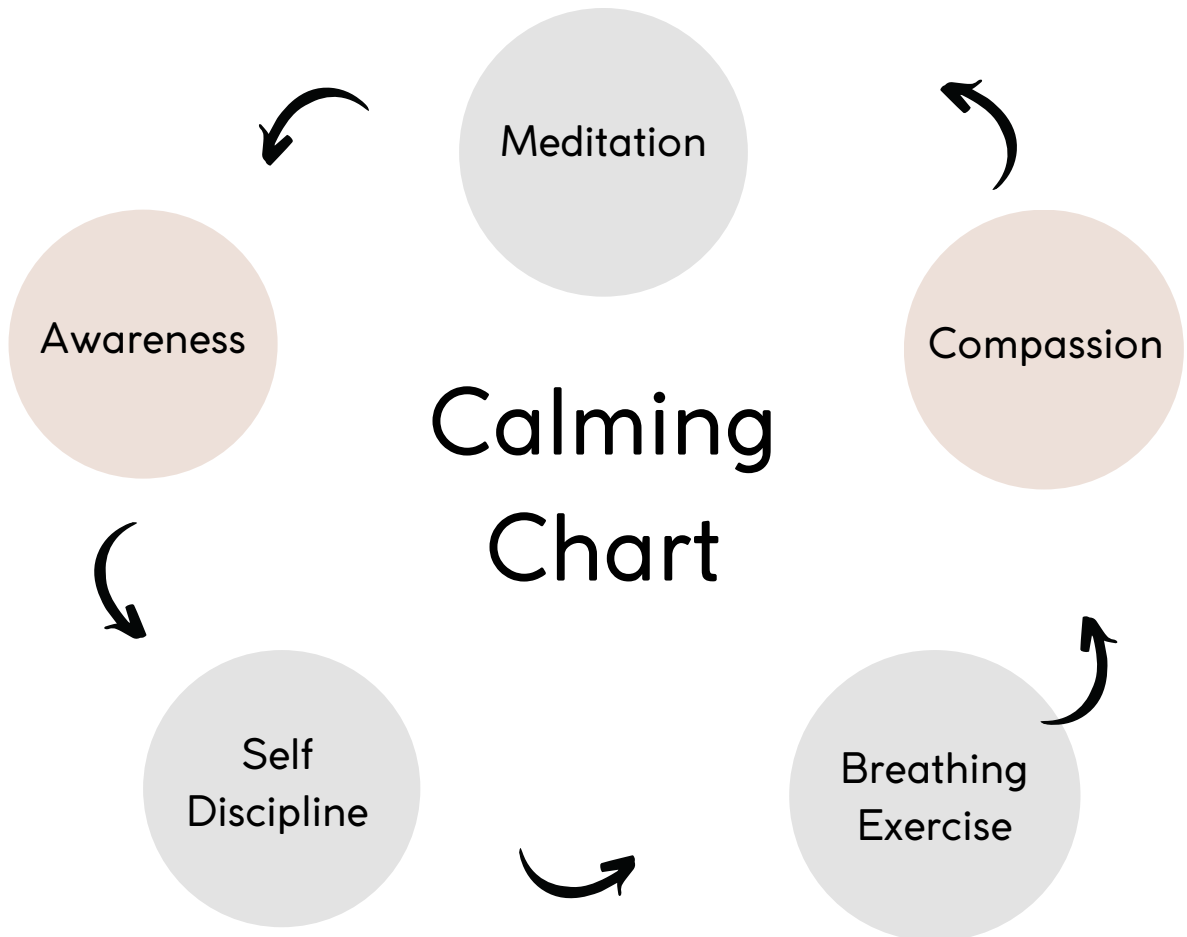 Meditation
Awareness
Compassion
Calming
Chart
Self
Discipline
Breathing
Exercise